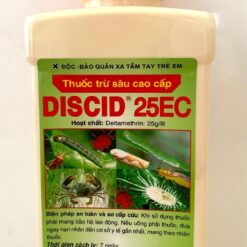 X ĐỘC - BẢO QUẢN XA TẦM TAY TRẺ EM
Thuốc trừ sâu cao cấp
DISCID® 25EC
Hoạt chất: Deltamethrin: 25g/lít
Biện pháp an toàn và sơ cấp cứu: Khi sử dụng thuốc
phải mang bảo hộ lao động. Nếu uống phải thuốc, đưa
ngay nạn nhân đến cơ sở y tế gần nhất, mang theo nhãn
thuốc.
Thời gian cách ly: 7 ngày